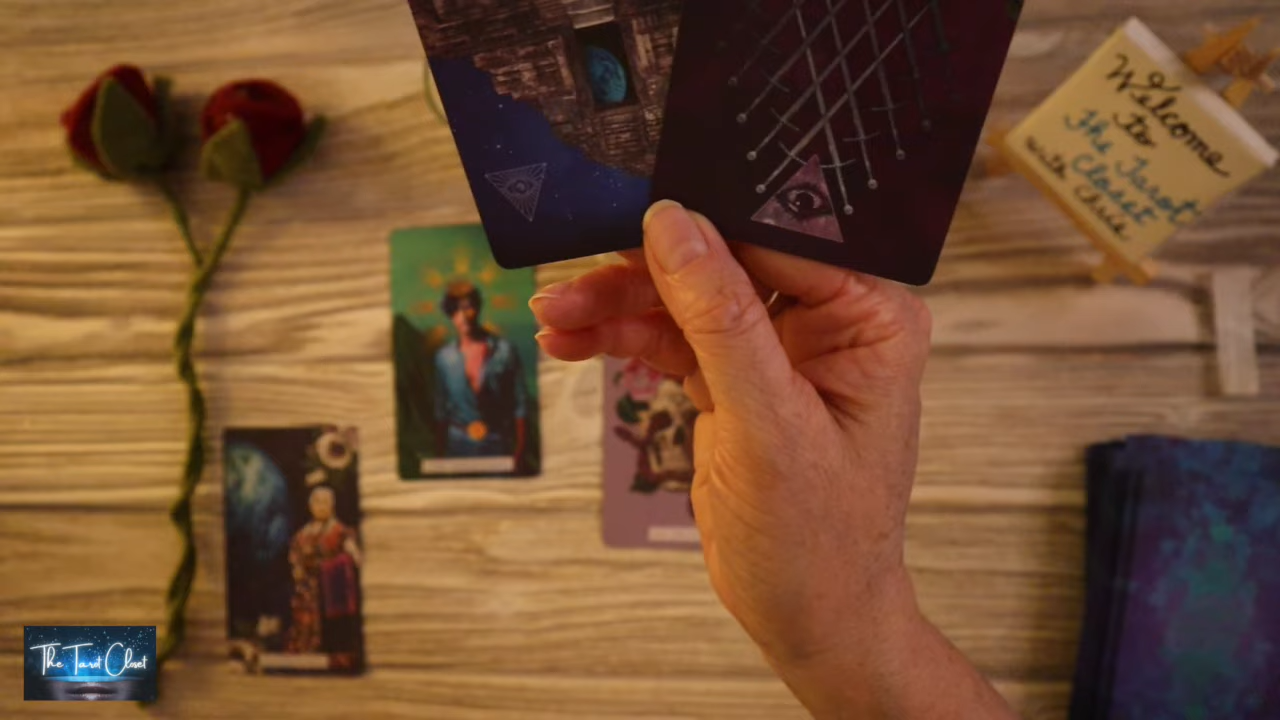 Welcome
to
The Tarot
Closet
with Chris
The Tarot Closet